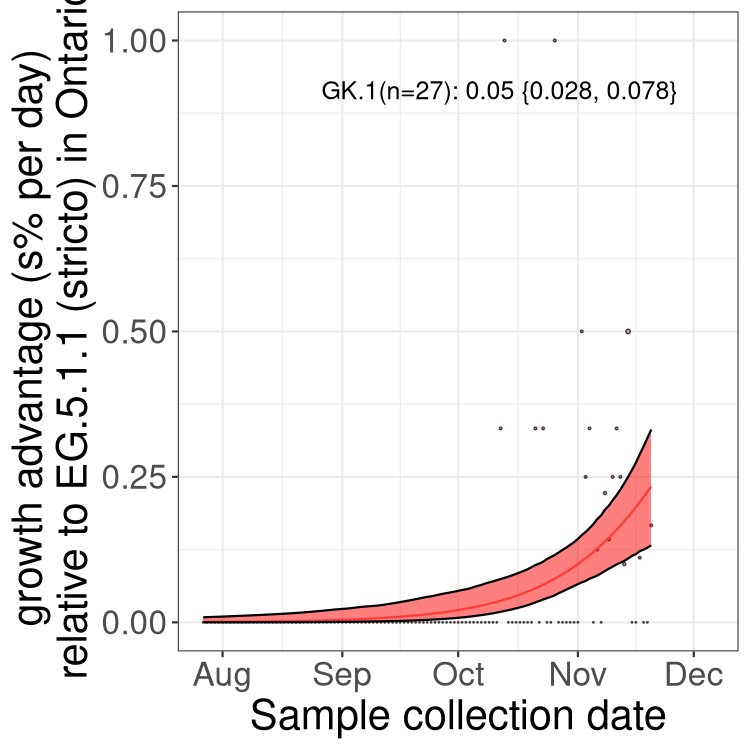 growth advantage (s% per day)
relative to EG.5.1.1 (stricto) in Ontario
1.00
0.75
0.50
0.25
0.00
GK.1(n=27): 0.05 {0.028, 0.078}
Aug Sep Oct Nov Dec
Sample collection date